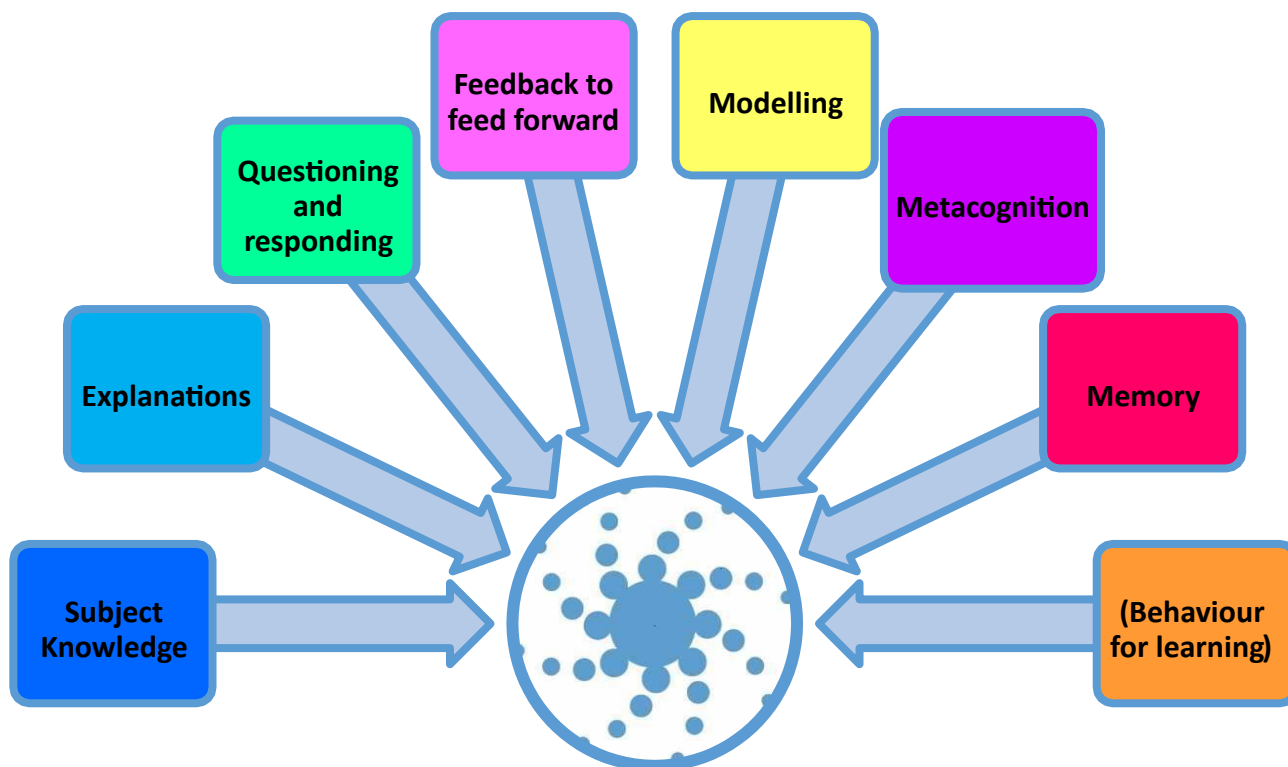 Subject
Knowledge
Explanations
Questioning
and
responding
Feedback to
feed forward
Modelling
Metacognition
Memory
(Behaviour
for learning)